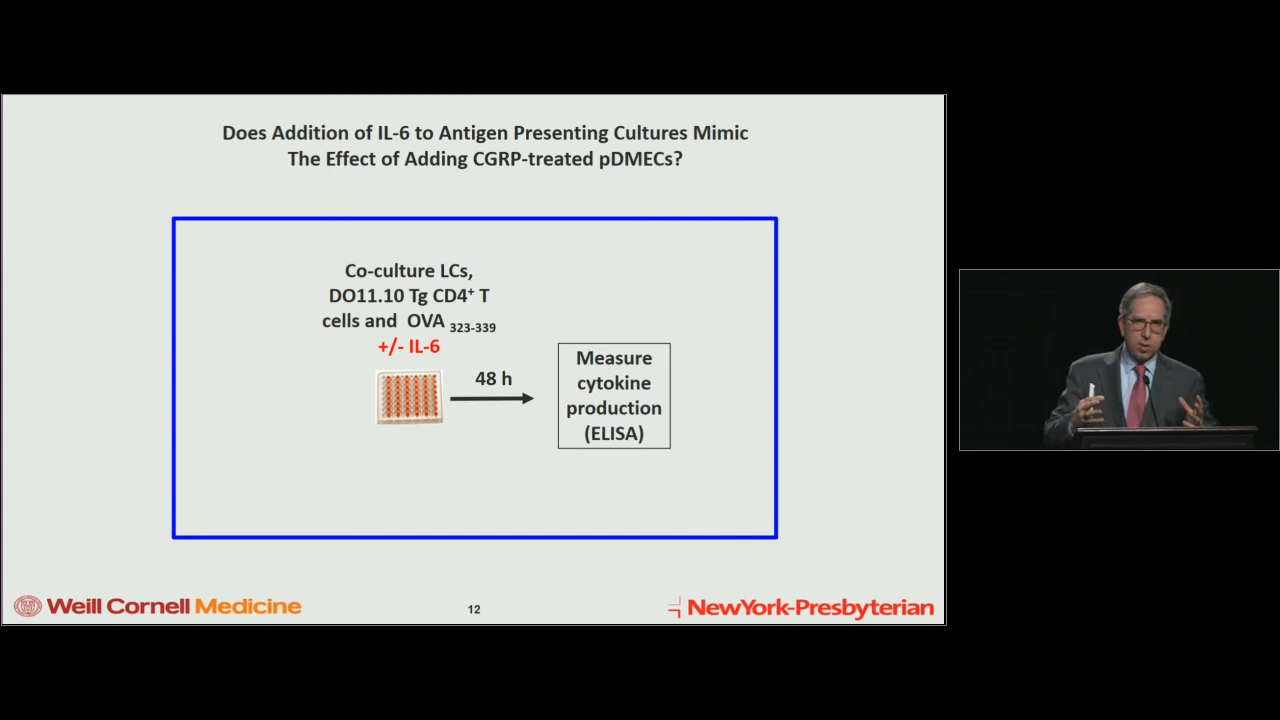 Does Addition of IL-6 to Antigen Presenting Cultures Mimic
The Effect of Adding CGRP-treated pDMECs?
Co-culture LCs,
DO11.10 Tg CD4⁺ T
cells and OVA ₃₂₃₋₃₃₉
+/- IL-6
48 h
Measure
cytokine
production
(ELISA)
Weill Cornell Medicine
12
NewYork-Presbyterian